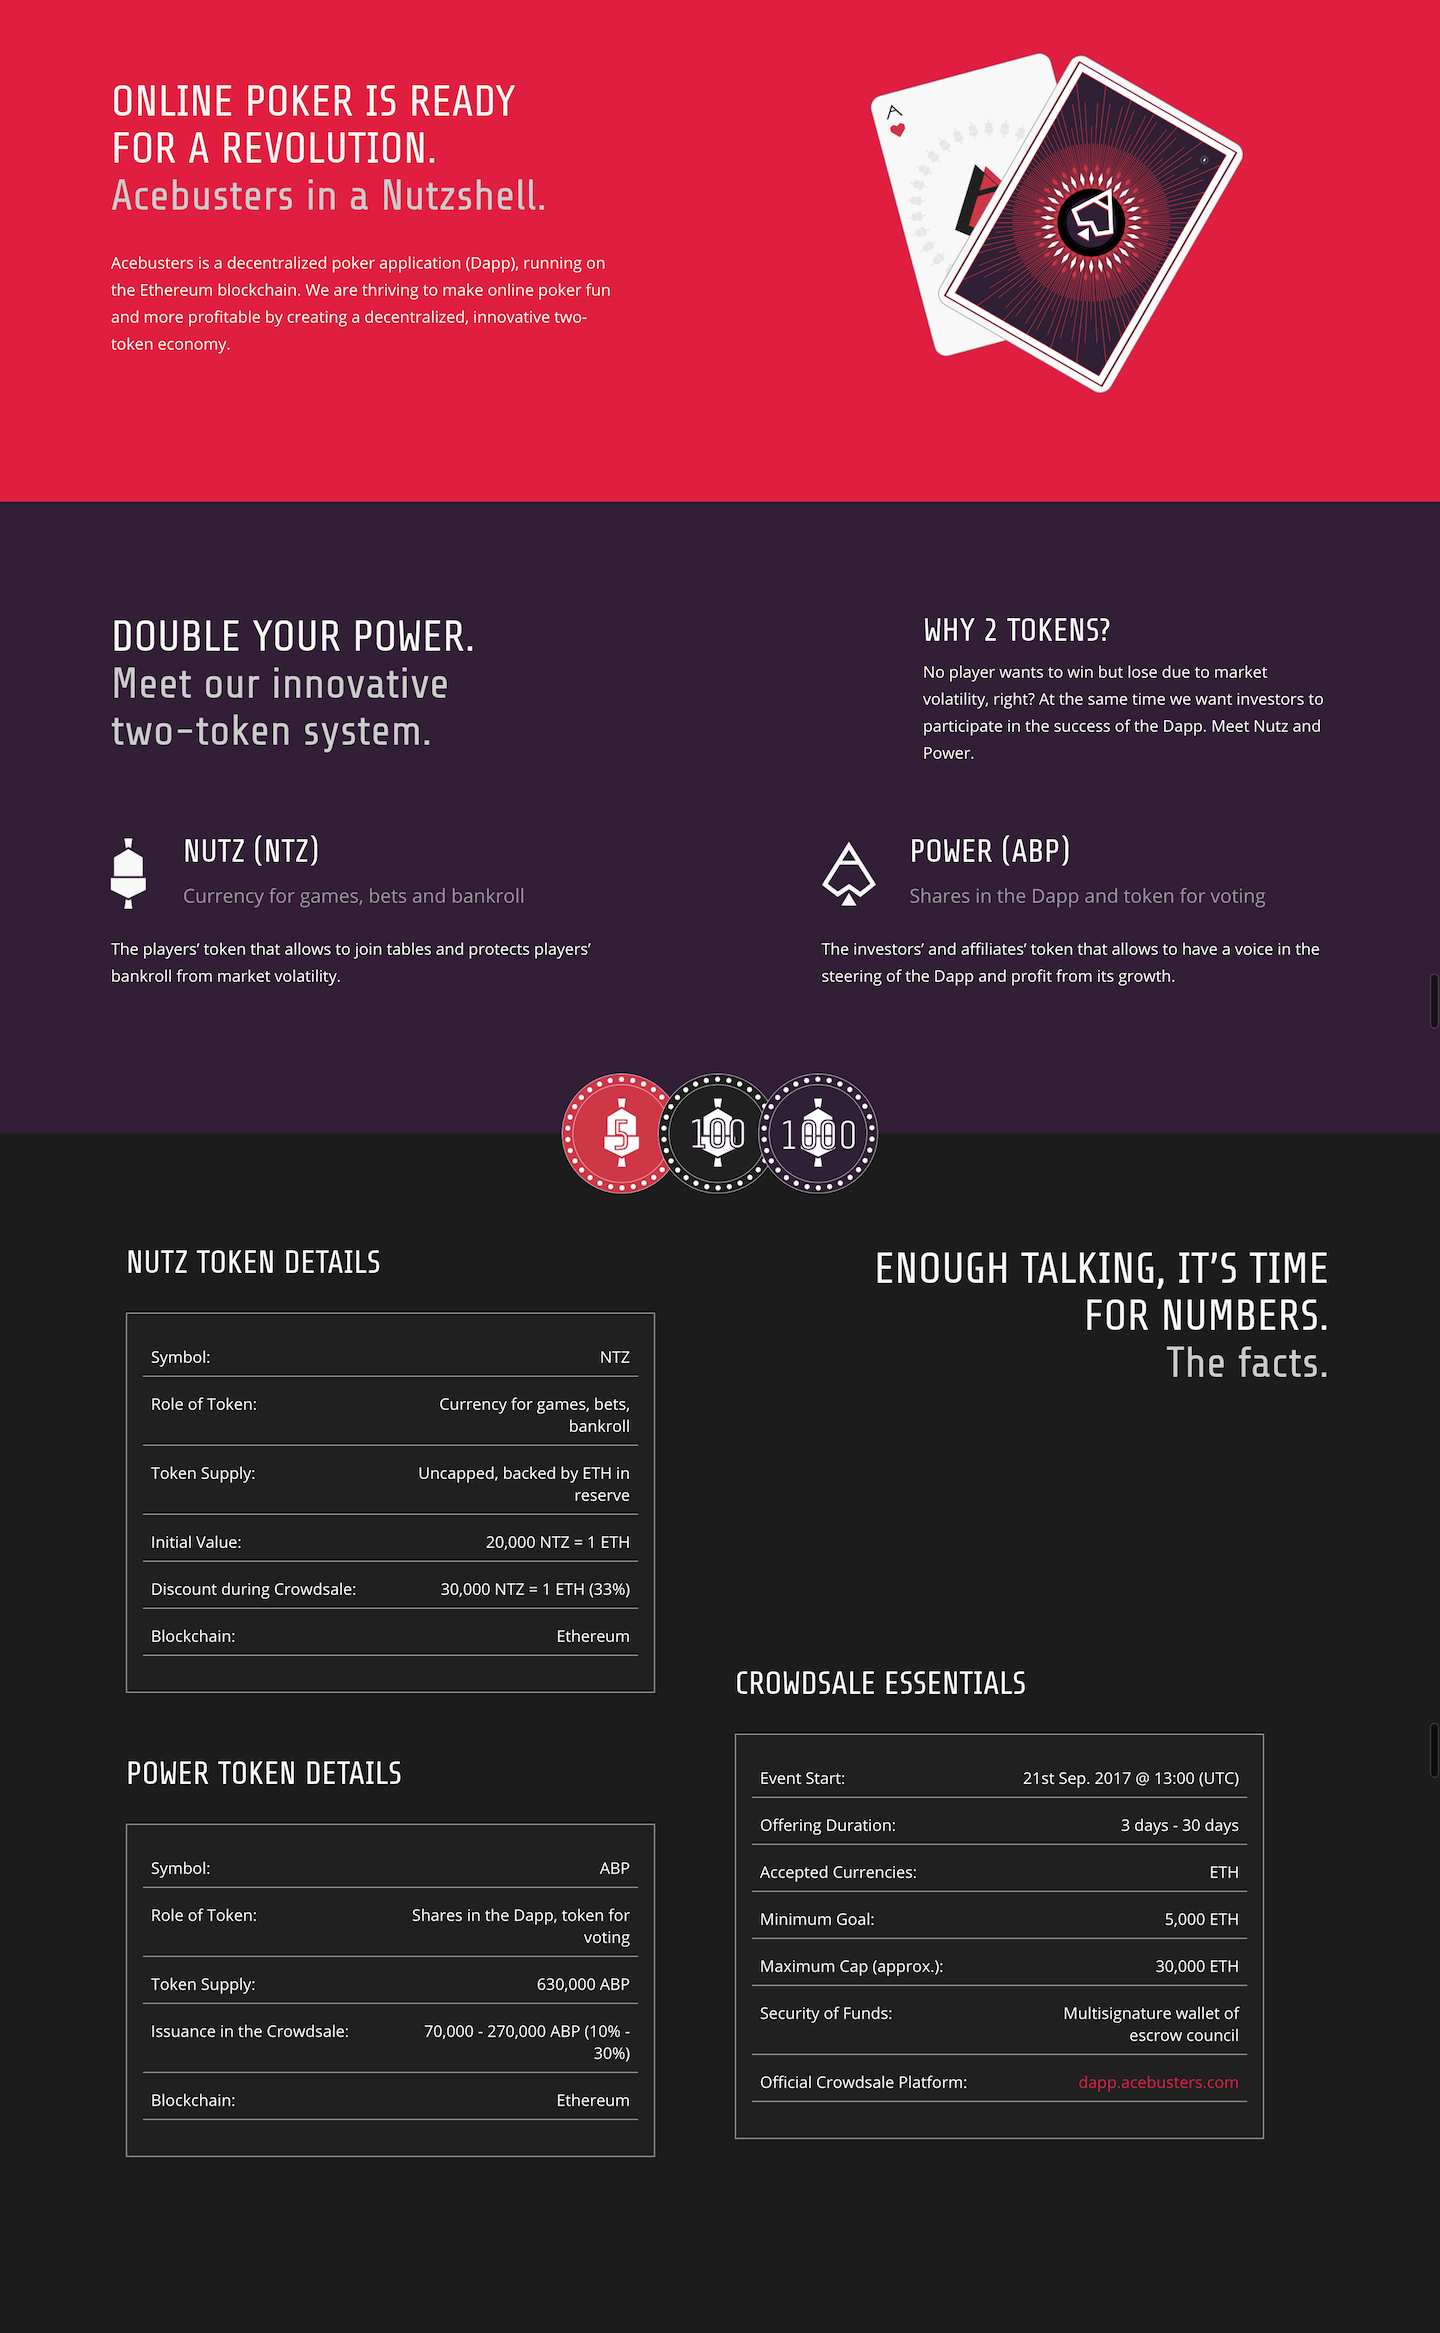 ONLINE POKER IS READY
FOR A REVOLUTION.
Acebusters in a Nutzshell.
Acebusters is a decentralized poker application (Dapp), running on
the Ethereum blockchain. We are thriving to make online poker fun
and more profitable by creating a decentralized, innovative two-
token economy.
A
DOUBLE YOUR POWER.
Meet our innovative
two-token system.
WHY 2 TOKENS?
No player wants to win but lose due to market
volatility, right? At the same time we want investors to
participate in the success of the Dapp. Meet Nutz and
Power.
NUTZ (NTZ)
Currency for games, bets and bankroll
The players’ token that allows to join tables and protects players’
bankroll from market volatility.
POWER (ABP)
Shares in the Dapp and token for voting
The investors’ and affiliates’ token that allows to have a voice in the
steering of the Dapp and profit from its growth.
5
100
1000
NUTZ TOKEN DETAILS
Symbol: NTZ
Role of Token: Currency for games, bets,
bankroll
Token Supply: Uncapped, backed by ETH in
reserve
Initial Value: 20,000 NTZ = 1 ETH
Discount during Crowdsale: 30,000 NTZ = 1 ETH (33%)
Blockchain: Ethereum
ENOUGH TALKING, IT’S TIME
FOR NUMBERS.
The facts.
POWER TOKEN DETAILS
Symbol: ABP
Role of Token: Shares in the Dapp, token for
voting
Token Supply: 630,000 ABP
Issuance in the Crowdsale: 70,000 - 270,000 ABP (10% -
30%)
Blockchain: Ethereum
CROWDSALE ESSENTIALS
Event Start: 21st Sep. 2017 @ 13:00 (UTC)
Offering Duration: 3 days - 30 days
Accepted Currencies: ETH
Minimum Goal: 5,000 ETH
Maximum Cap (approx.): 30,000 ETH
Security of Funds: Multisignature wallet of
escrow council
Official Crowdsale Platform: dapp.acebusters.com